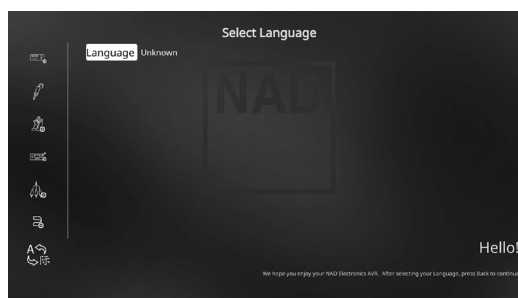 Select Language
Language Unknown
NAD
A
Hello!
We hope you enjoy your NAD Electronics AVR. After selecting your Language, press Back to continue